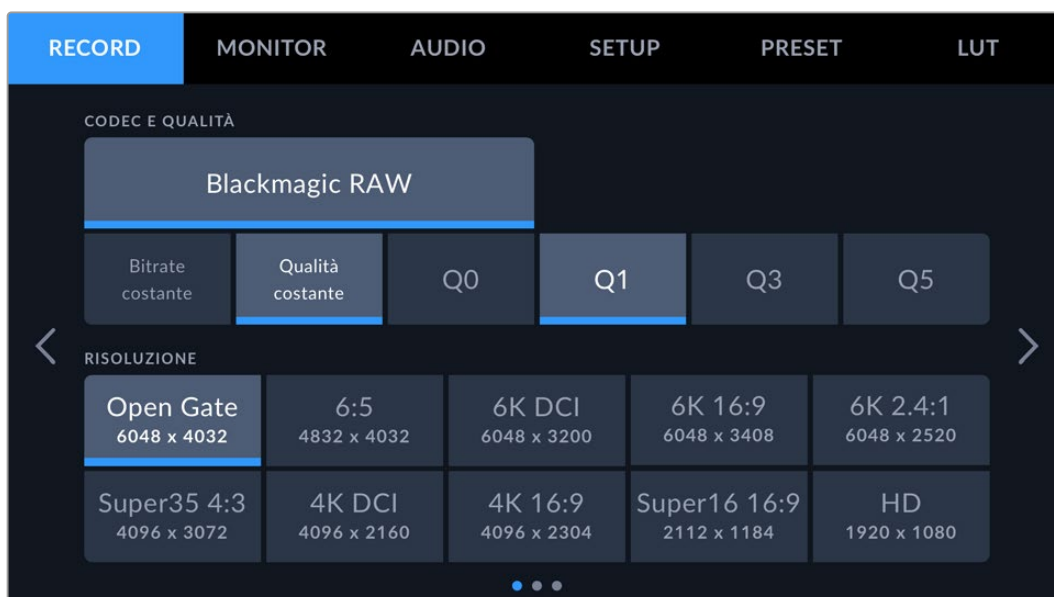 RECORD MONITOR AUDIO SETUP PRESET LUT
CODEC E QUALITÀ
Blackmagic RAW
Bitrate costante Qualità costante Q0 Q1 Q3 Q5
RISOLUZIONE
Open Gate 6:5 6K DCI 6K 16:9 6K 2.4:1
6048 x 4032 4832 x 4032 6048 x 3200 6048 x 3408 6048 x 2520
Super35 4:3 4K DCI 4K 16:9 Super16 16:9 HD
4096 x 3072 4096 x 2160 4096 x 2304 2112 x 1184 1920 x 1080